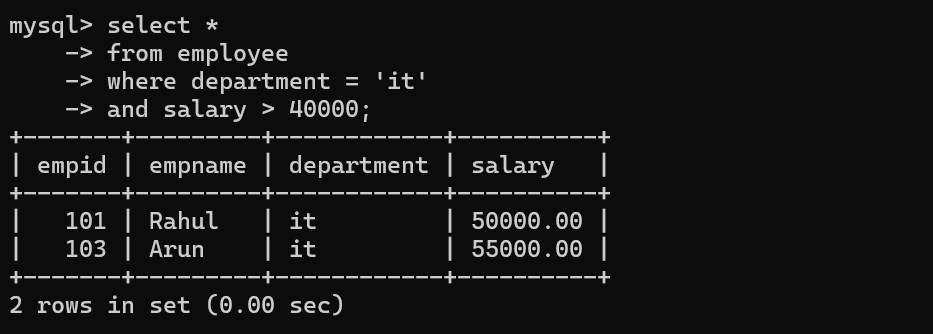 mysql> select *
    -> from employee
    -> where department = 'it'
    -> and salary > 40000;
+-------+---------+------------+----------+
| empid | empname | department | salary   |
+-------+---------+------------+----------+
|   101 | Rahul   | it         | 50000.00 |
|   103 | Arun    | it         | 55000.00 |
+-------+---------+------------+----------+
2 rows in set (0.00 sec)